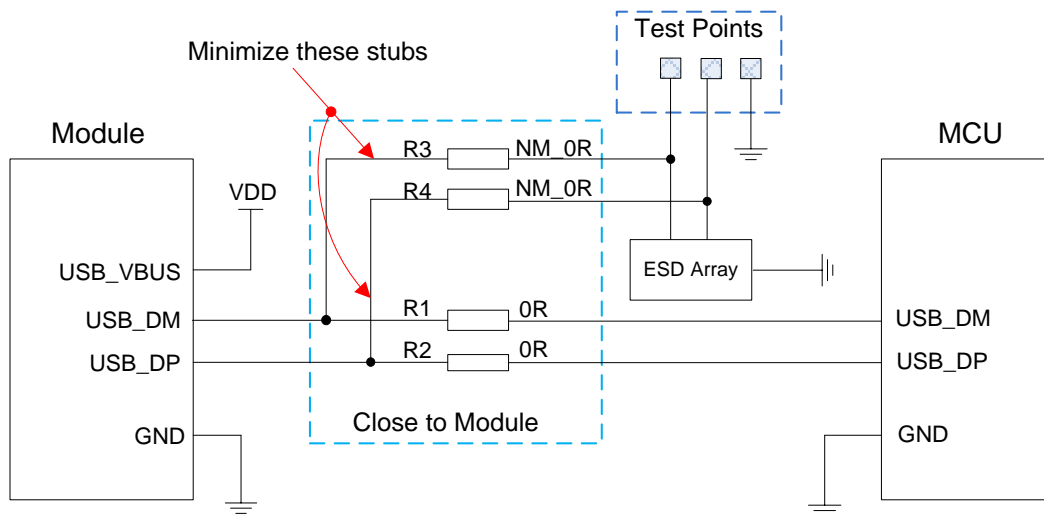 Test Points
Minimize these stubs
Module
MCU
R3
NM_0R
R4
NM_0R
VDD
USB_VBUS
ESD Array
USB_DM
R1
0R
USB_DM
USB_DP
R2
0R
USB_DP
Close to Module
GND
GND